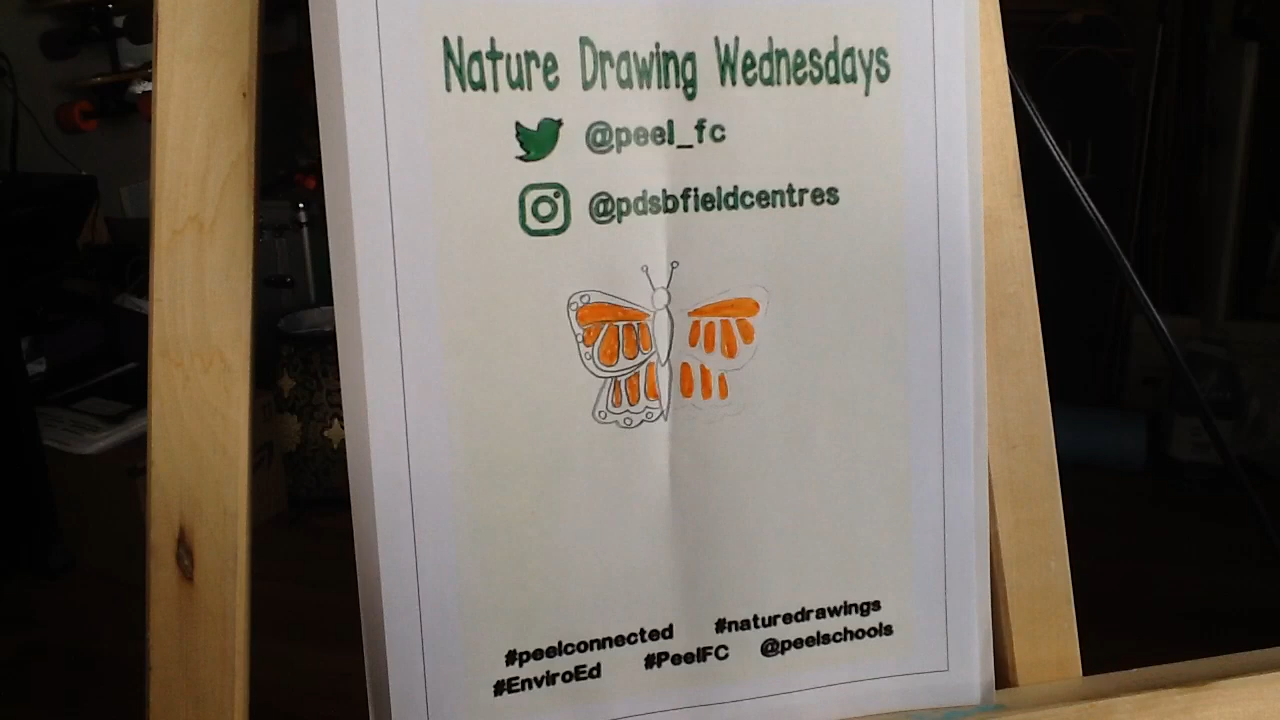 Nature Drawing Wednesdays
@peel_fc
@pdsbfieldcentres
#peelconnected #naturedrawings
#EnviroEd #PeelFC @peelschools